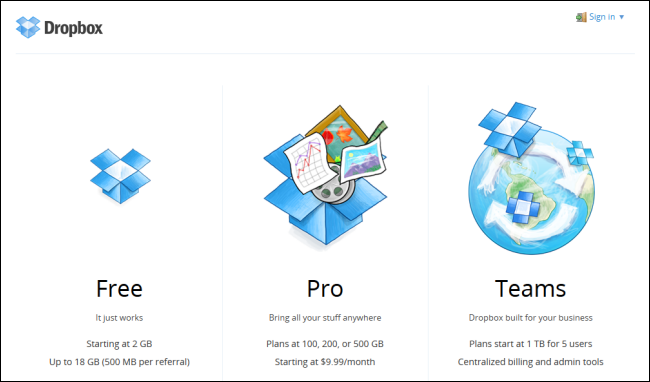 Dropbox
Sign in
Free
It just works
Starting at 2 GB
Up to 18 GB (500 MB per referral)
Pro
Bring all your stuff anywhere
Plans at 100, 200, or 500 GB
Starting at $9.99/month
Teams
Dropbox built for your business
Plans start at 1 TB for 5 users
Centralized billing and admin tools